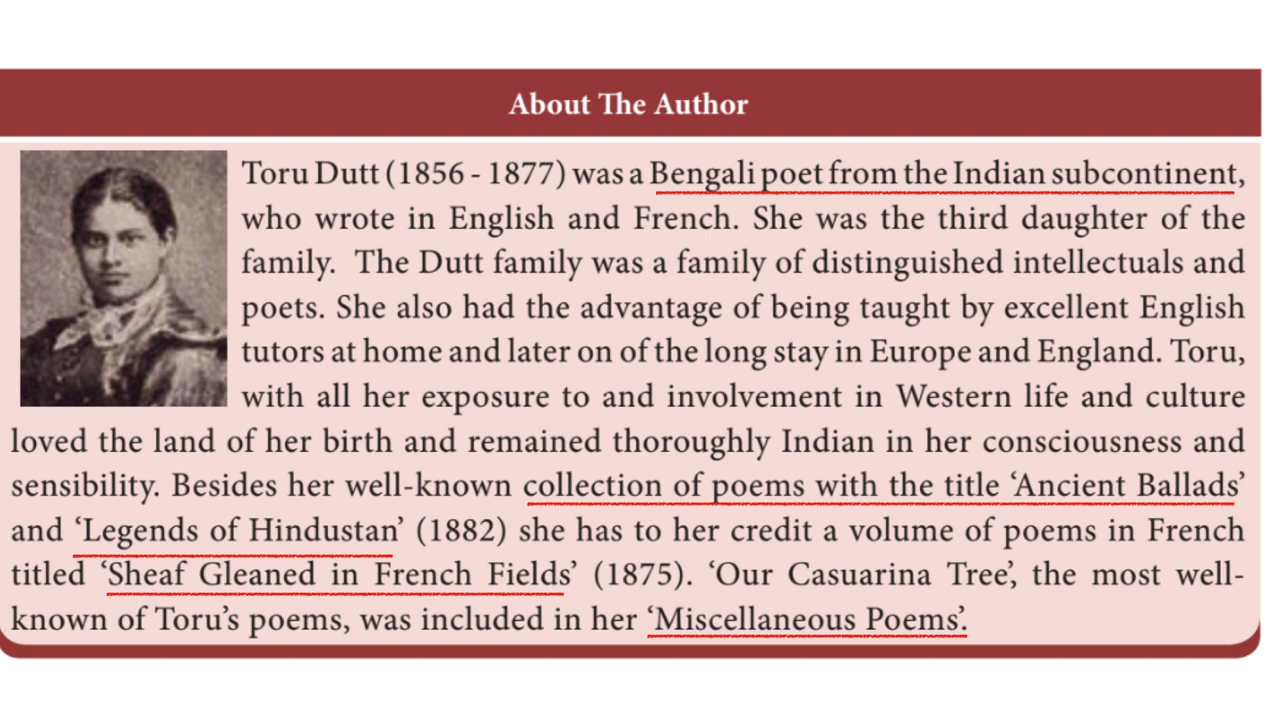 About The Author
Toru Dutt (1856 - 1877) was a Bengali poet from the Indian subcontinent,
who wrote in English and French. She was the third daughter of the
family. The Dutt family was a family of distinguished intellectuals and
poets. She also had the advantage of being taught by excellent English
tutors at home and later on of the long stay in Europe and England. Toru,
with all her exposure to and involvement in Western life and culture
loved the land of her birth and remained thoroughly Indian in her consciousness and
sensibility. Besides her well-known collection of poems with the title ‘Ancient Ballads’
and ‘Legends of Hindustan’ (1882) she has to her credit a volume of poems in French
titled ‘Sheaf Gleaned in French Fields’ (1875). ‘Our Casuarina Tree’, the most well-
known of Toru’s poems, was included in her ‘Miscellaneous Poems’.